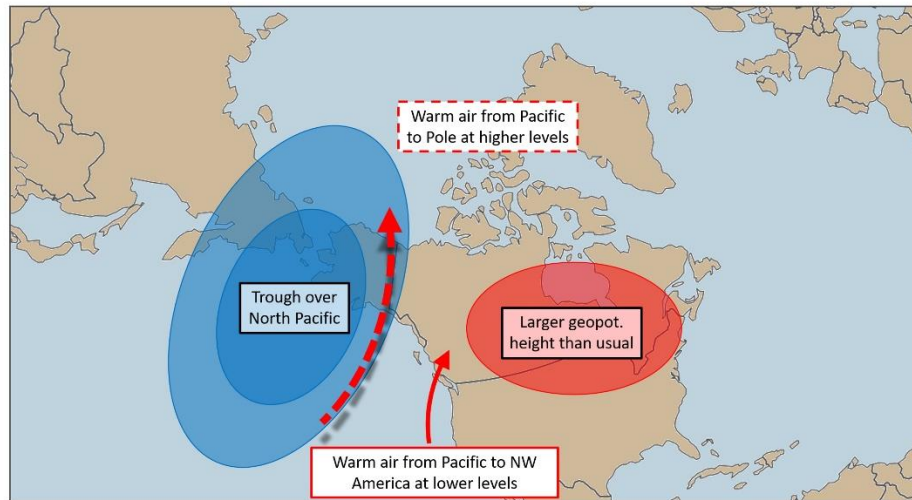 Warm air from Pacific
to Pole at higher levels
Trough over
North Pacific
Larger geopot.
height than usual
Warm air from Pacific to NW
America at lower levels